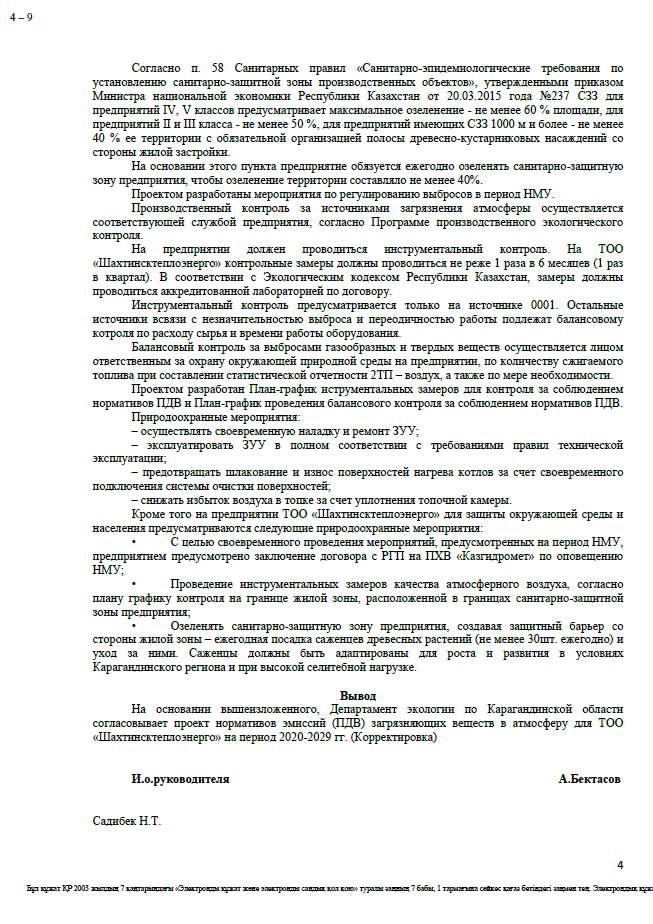 4 – 9
Согласно п. 58 Санитарных правил «Санитарно-эпидемиологические требования по
установлению санитарно-защитной зоны производственных объектов», утвержденными приказом
Министра национальной экономики Республики Казахстан от 20.03.2015 года №237 СЗЗ для
предприятий IV, V классов предусматривает максимальное озеленение - не менее 60 % площади, для
предприятий II и III класса - не менее 50 %, для предприятий имеющих СЗЗ 1000 м и более - не менее
40 % ее территории с обязательной организацией полосы древесно-кустарниковых насаждений со
стороны жилой застройки.
На основании этого пункта предприятие обязуется ежегодно озеленять санитарно-защитную
зону предприятия, чтобы озеленение территории составляло не менее 40%.
Проектом разработаны мероприятия по регулированию выбросов в период НМУ.
Производственный контроль за источниками загрязнения атмосферы осуществляется
соответствующей службой предприятия, согласно Программе производственного экологического
контроля.
На предприятии должен проводиться инструментальный контроль. На ТОО
«Шахтинсктеплоэнерго» контрольные замеры должны проводиться не реже 1 раза в 6 месяцев (1 раз
в квартал). В соответствии с Экологическим кодексом Республики Казахстан, замеры должны
проводиться аккредитованной лабораторией по договору.
Инструментальный контроль предусматривается только на источнике 0001. Остальные
источники всвязи с незначительностью выброса и переодичностью работы подлежат балансовому
котроля по расходу сырья и времени работы оборудования.
Балансовый контроль за выбросами газообразных и твердых веществ осуществляется лицом
ответственным за охрану окружающей природной среды на предприятии, по количеству сжигаемого
топлива при составлении статистической отчетности 2ТП – воздух, а также по мере необходимости.
Проектом разработан План-график иструментальных замеров для контроля за соблюдением
нормативов ПДВ и План-график проведения балансового контроля за соблюдением нормативов ПДВ.
Природоохранные мероприятия:
– осуществлять своевременную наладку и ремонт ЗУУ;
– эксплуатировать ЗУУ в полном соответствии с требованиями правил технической
эксплуатации;
– предотвращать шлакование и износ поверхностей нагрева котлов за счет своевременного
подключения системы очистки поверхностей;
– снижать избыток воздуха в топке за счет уплотнения топочной камеры.
Кроме того на предприятии ТОО «Шахтинсктеплоэнерго» для защиты окружающей среды и
населения предусматриваются следующие природоохранные мероприятия:
• С целью своевременного проведения мероприятий, предусмотренных на период НМУ,
предприятием предусмотрено заключение договора с РГП на ПХВ «Казгидромет» по оповещению
НМУ;
• Проведение инструментальных замеров качества атмосферного воздуха, согласно
плану графику контроля на границе жилой зоны, расположенной в границах санитарно-защитной
зоны предприятия;
• Озеленять санитарно-защитную зону предприятия, создавая защитный барьер со
стороны жилой зоны – ежегодная посадка саженцев древесных растений (не менее 30шт. ежегодно) и
уход за ними. Саженцы должны быть адаптированы для роста и развития в условиях
Карагандинского региона и при высокой селитебной нагрузке.
Вывод
На основании вышеизложенного, Департамент экологии по Карагандинской области
согласовывает проект нормативов эмиссий (ПДВ) загрязняющих веществ в атмосферу для ТОО
«Шахтинсктеплоэнерго» на период 2020-2029 гг. (Корректировка)
И.о.руководителя А.Бектасов
Садибек Н.Т.
4
Бұл құжат ҚР 2003 жылдың 7 қаңтарындағы «Электронды құжат және электронды сандық қол қою» туралы заңның 7 бабы, 1 тармағына сәйкес қағаз бетіндегі заңмен тең. Электрондық құжа